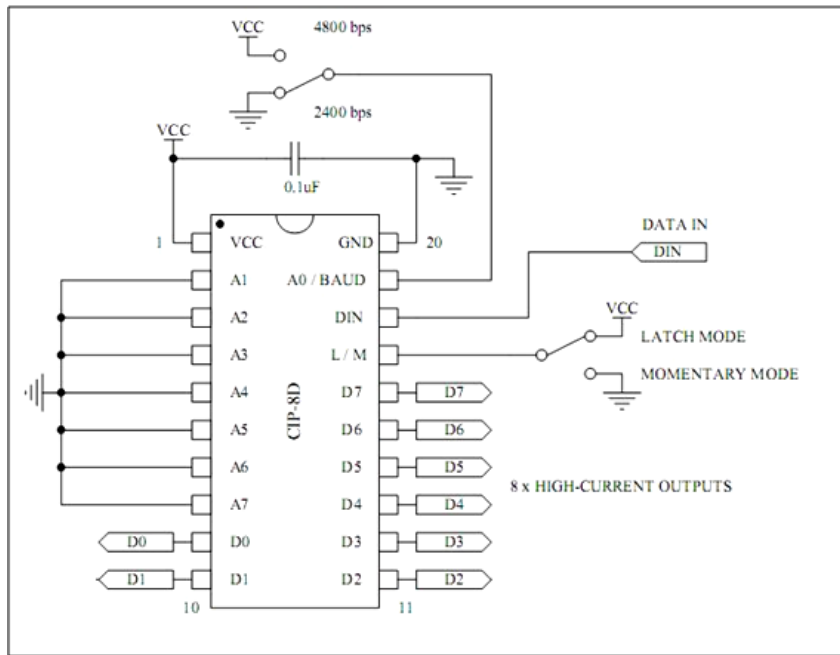 VCC
4800 bps
2400 bps
VCC
0.1uF
1
VCC
GND
20
DATA IN
DIN
A1
A0 / BAUD
A2
DIN
VCC
LATCH MODE
A3
L / M
MOMENTARY MODE
A4
D7
D7
CIP-8D
A5
D6
D6
A6
D5
D5
8 x HIGH-CURRENT OUTPUTS
A7
D4
D4
D0
D0
D3
D3
D1
D1
D2
D2
10
11